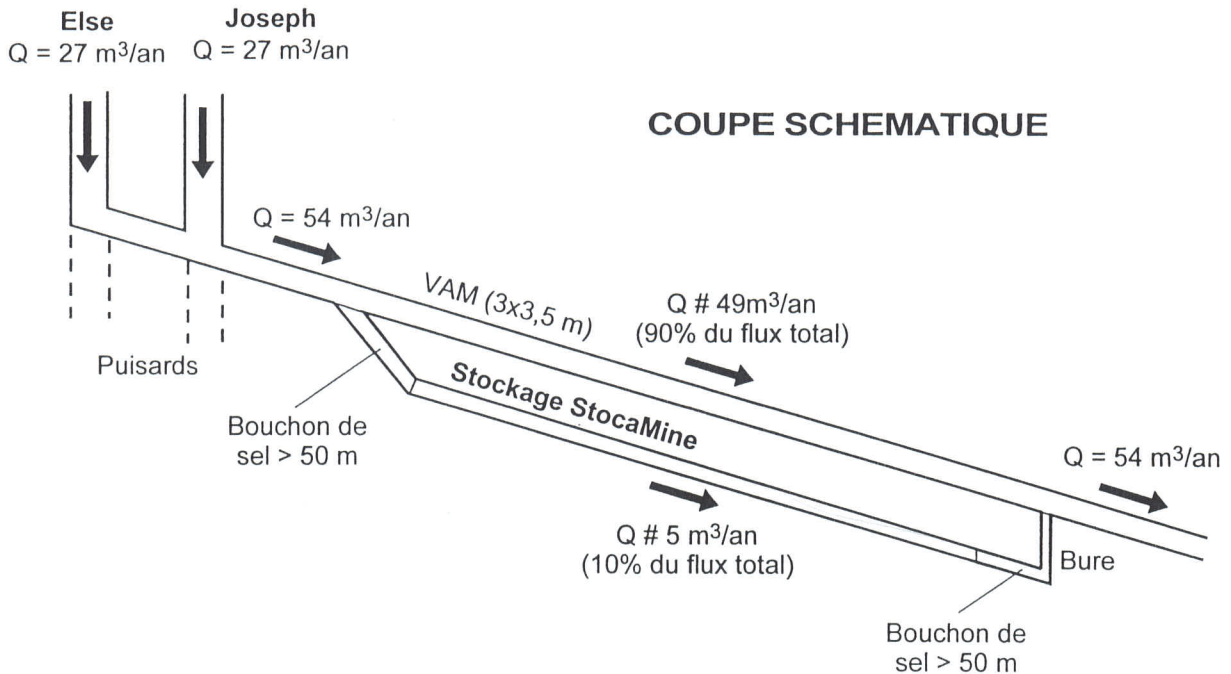 Else
Q = 27 m³/an
Joseph
Q = 27 m³/an
COUPE SCHEMATIQUE
Q = 54 m³/an
VAM (3x3,5 m)
Q # 49m³/an
(90% du flux total)
Puisards
Stockage StocaMine
Bouchon de
sel > 50 m
Q = 54 m³/an
Q # 5 m³/an
(10% du flux total)
Bure
Bouchon de
sel > 50 m